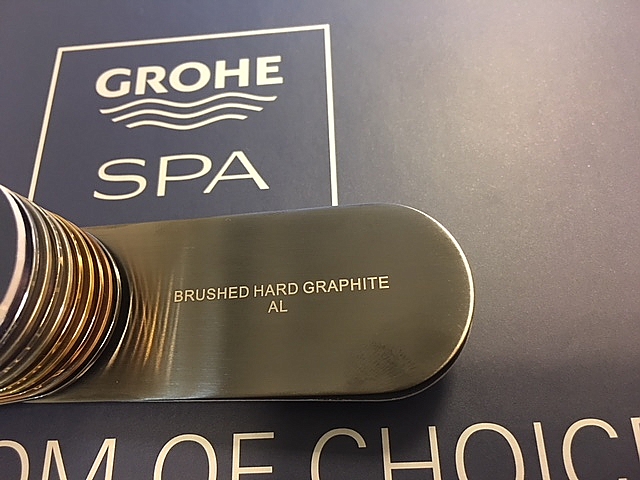 GROHE
SPA
BRUSHED HARD GRAPHITE
AL
OM OF CHOIC